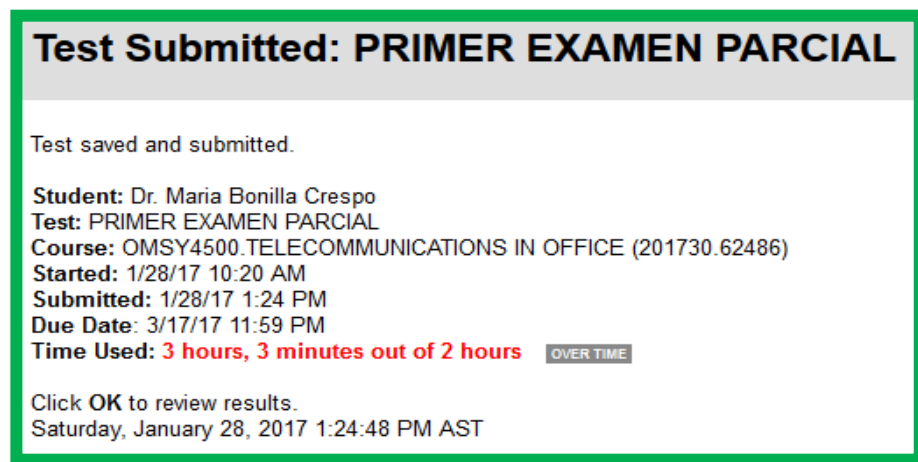 Test Submitted: PRIMER EXAMEN PARCIAL
Test saved and submitted.
Student: Dr. Maria Bonilla Crespo
Test: PRIMER EXAMEN PARCIAL
Course: OMSY4500.TELECOMMUNICATIONS IN OFFICE (201730.62486)
Started: 1/28/17 10:20 AM
Submitted: 1/28/17 1:24 PM
Due Date: 3/17/17 11:59 PM
Time Used: 3 hours, 3 minutes out of 2 hours OVER TIME
Click OK to review results.
Saturday, January 28, 2017 1:24:48 PM AST